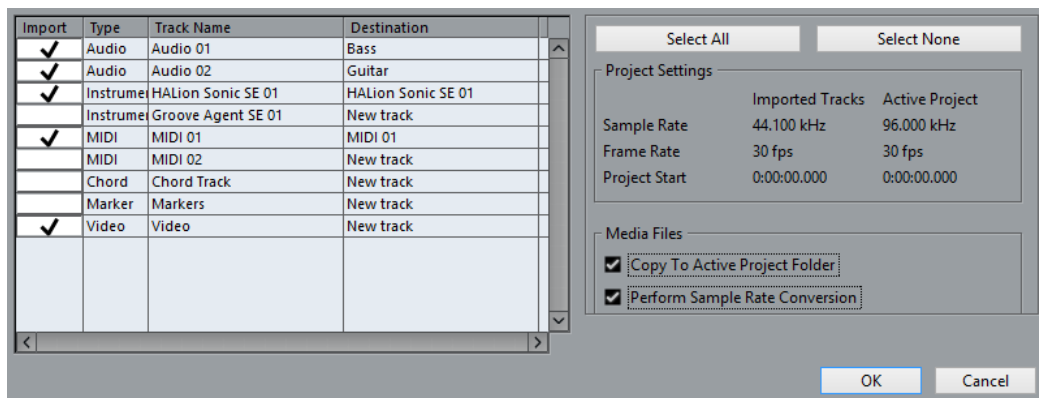 Import Type Track Name Destination
Audio Audio 01 Bass
Audio Audio 02 Guitar
Instrumen HALion Sonic SE 01 HALion Sonic SE 01
Instrumen Groove Agent SE 01 New track
MIDI MIDI 01 MIDI 01
MIDI MIDI 02 New track
Chord Chord Track New track
Marker Markers New track
Video Video New track
Select All Select None
Project Settings
Imported Tracks Active Project
Sample Rate 44.100 kHz 96.000 kHz
Frame Rate 30 fps 30 fps
Project Start 0:00:00.000 0:00:00.000
Media Files
Copy To Active Project Folder
Perform Sample Rate Conversion
OK Cancel